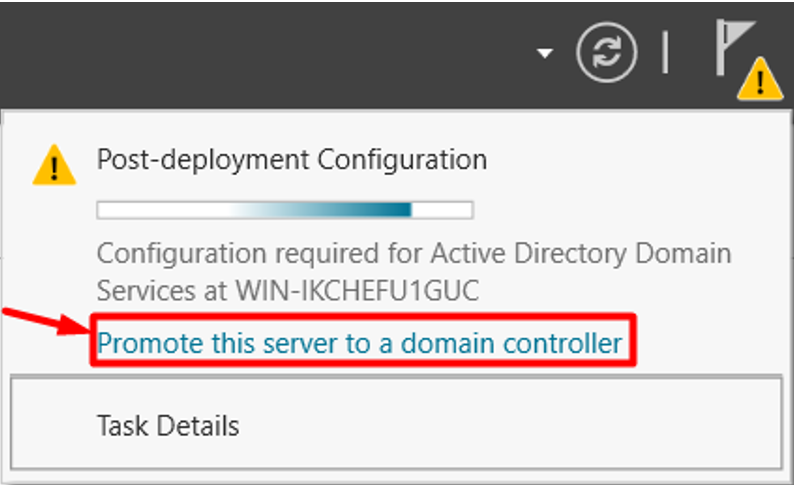 Post-deployment Configuration
Configuration required for Active Directory Domain
Services at WIN-IKCHEFU1GUC
Promote this server to a domain controller
Task Details